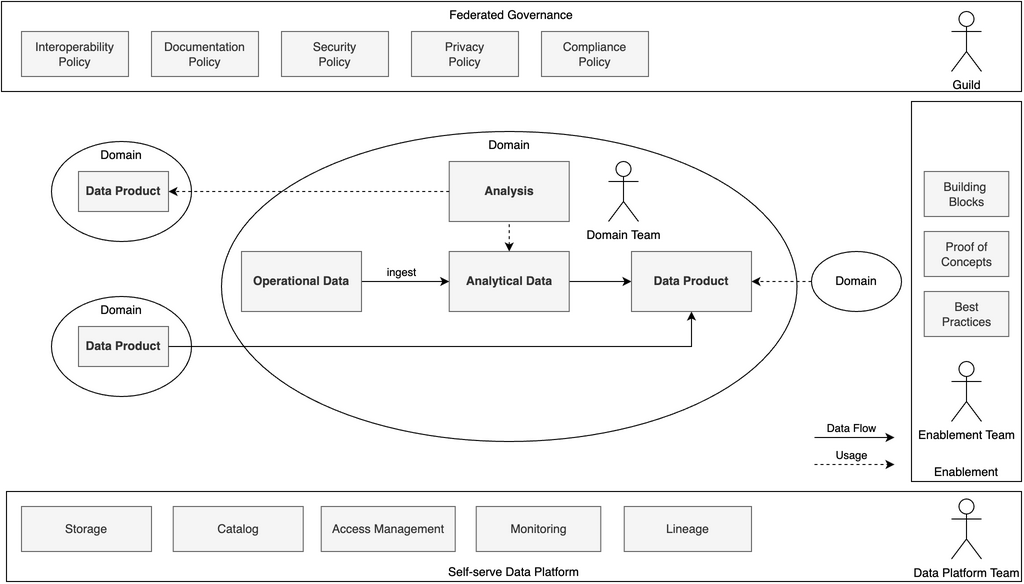 Federated Governance
Interoperability
Policy
Documentation
Policy
Security
Policy
Privacy
Policy
Compliance
Policy
Guild
Domain
Data Product
Domain
Analysis
Domain Team
Operational Data
ingest
Analytical Data
Data Product
Domain
Domain
Data Product
Building
Blocks
Proof of
Concepts
Best
Practices
Enablement Team
Enablement
Data Flow
Usage
Storage
Catalog
Access Management
Monitoring
Lineage
Self-serve Data Platform
Data Platform Team